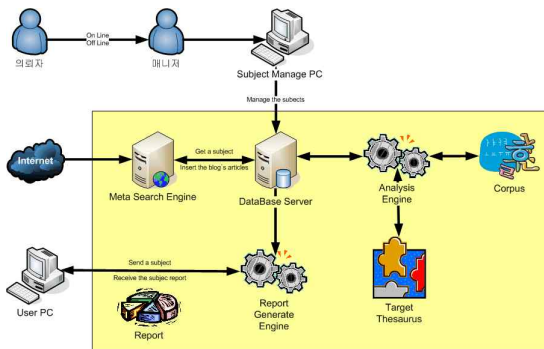 On Line
Off Line
의뢰자
매니저
Subject Manage PC
Manage the subects
Internet
Get a subject
Insert the blog's articles
Meta Search Engine
DataBase Server
Analysis
Engine
Corpus
Send a subject
Receive the subjec report
User PC
Report
Report
Generate
Engine
Target
Thesaurus